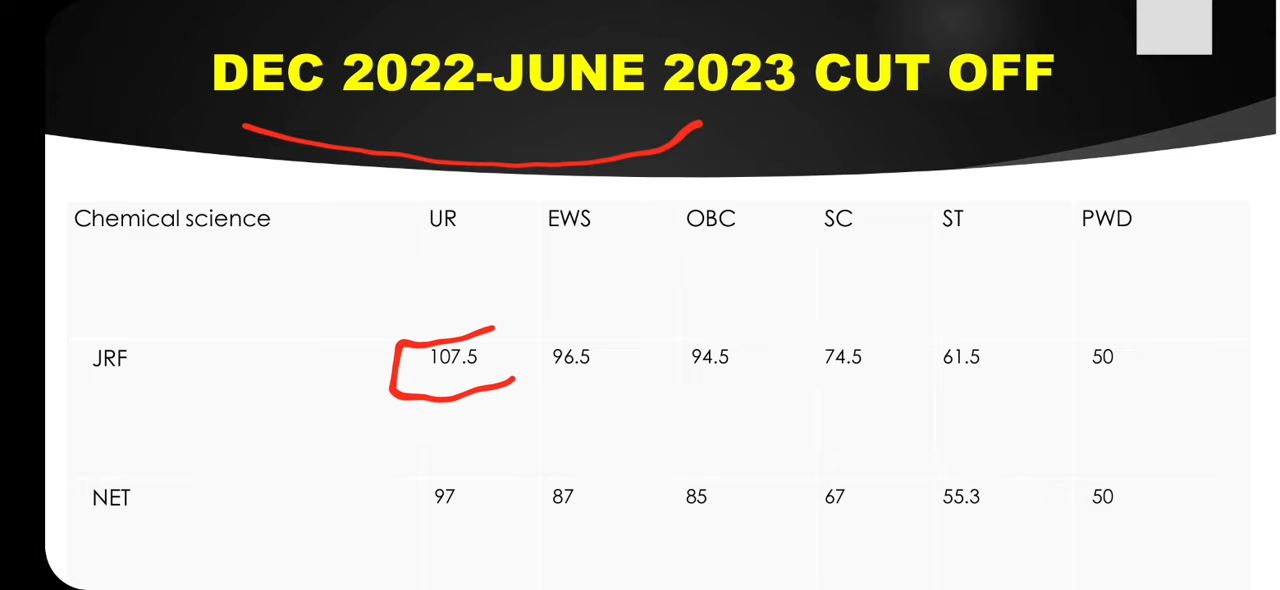 DEC 2022-JUNE 2023 CUT OFF
Chemical science UR EWS OBC SC ST PWD
JRF 107.5 96.5 94.5 74.5 61.5 50
NET 97 87 85 67 55.3 50